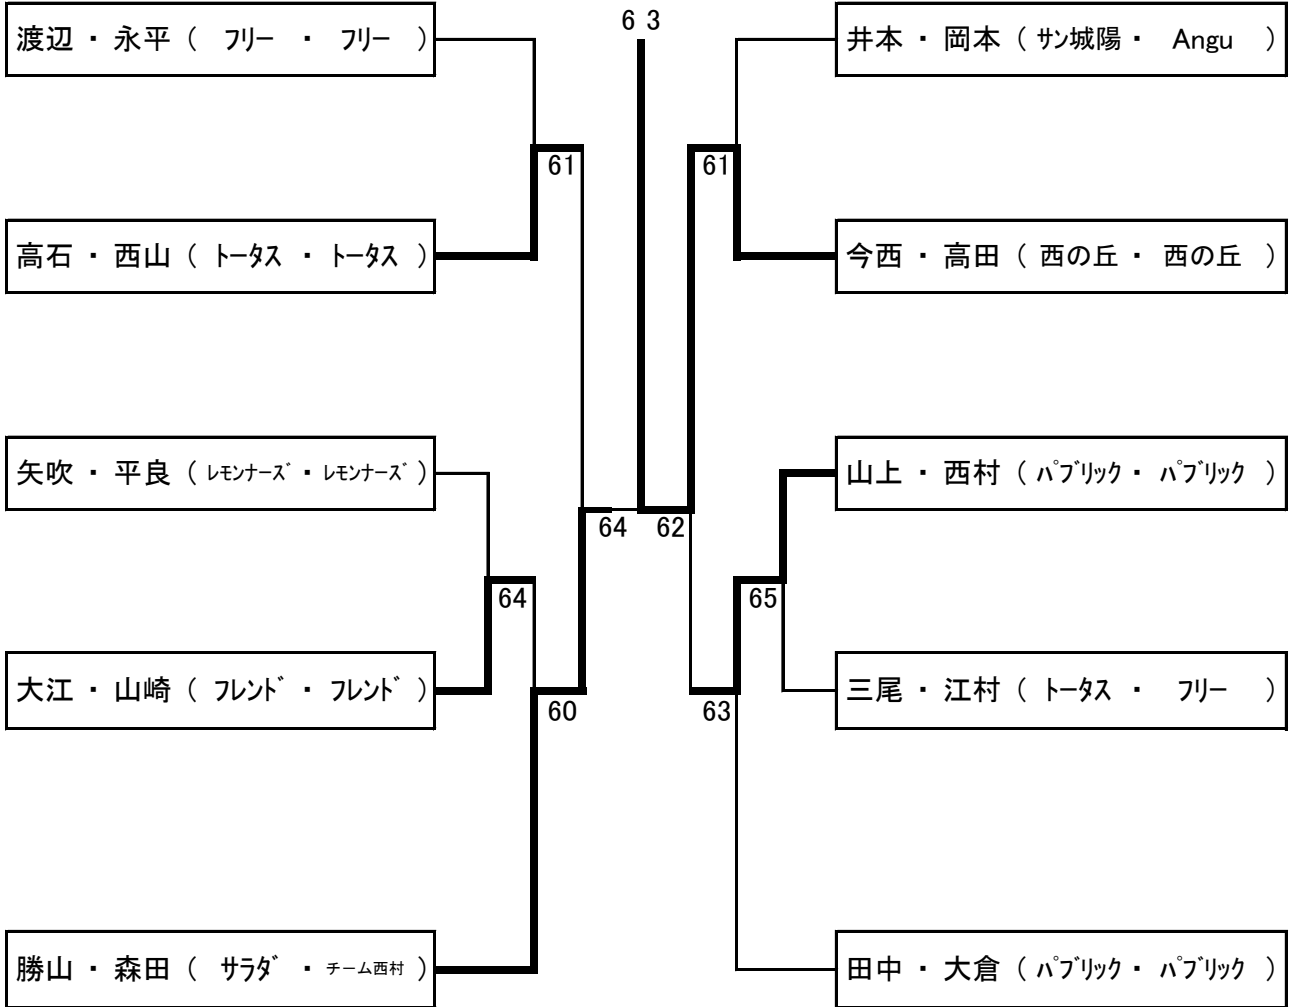 6 3
渡辺 ・ 永平 ( フリー ・ フリー )
井本 ・ 岡本 ( サン城陽 ・ Angu )
61
61
高石 ・ 西山 ( トータス ・ トータス )
今西 ・ 高田 ( 西の丘 ・ 西の丘 )
矢吹 ・ 平良 ( レモンナーズ ・ レモンナーズ )
山上 ・ 西村 ( パブリック ・ パブリック )
64
62
64
65
大江 ・ 山崎 ( フレンド ・ フレンド )
三尾 ・ 江村 ( トータス ・ フリー )
60
63
勝山 ・ 森田 ( サラダ ・ チーム西村 )
田中 ・ 大倉 ( パブリック ・ パブリック )